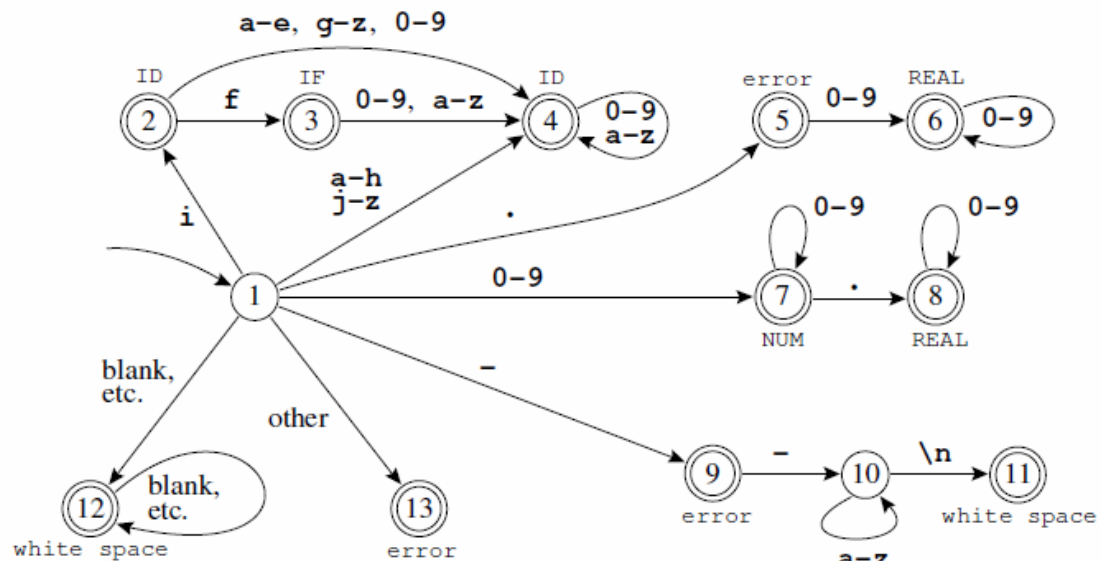 a–e, g–z, 0–9
ID IF ID error REAL
2 f 3 0–9, a–z 4 0–9 a–z 5 0–9 6 0–9
a–h
j–z
i . 0–9 0–9
1 0–9 7 . 8
NUM REAL
blank,
etc.
other
–
blank,
etc.
12 13 9 – 10 \n 11
white space error error white space
a–z